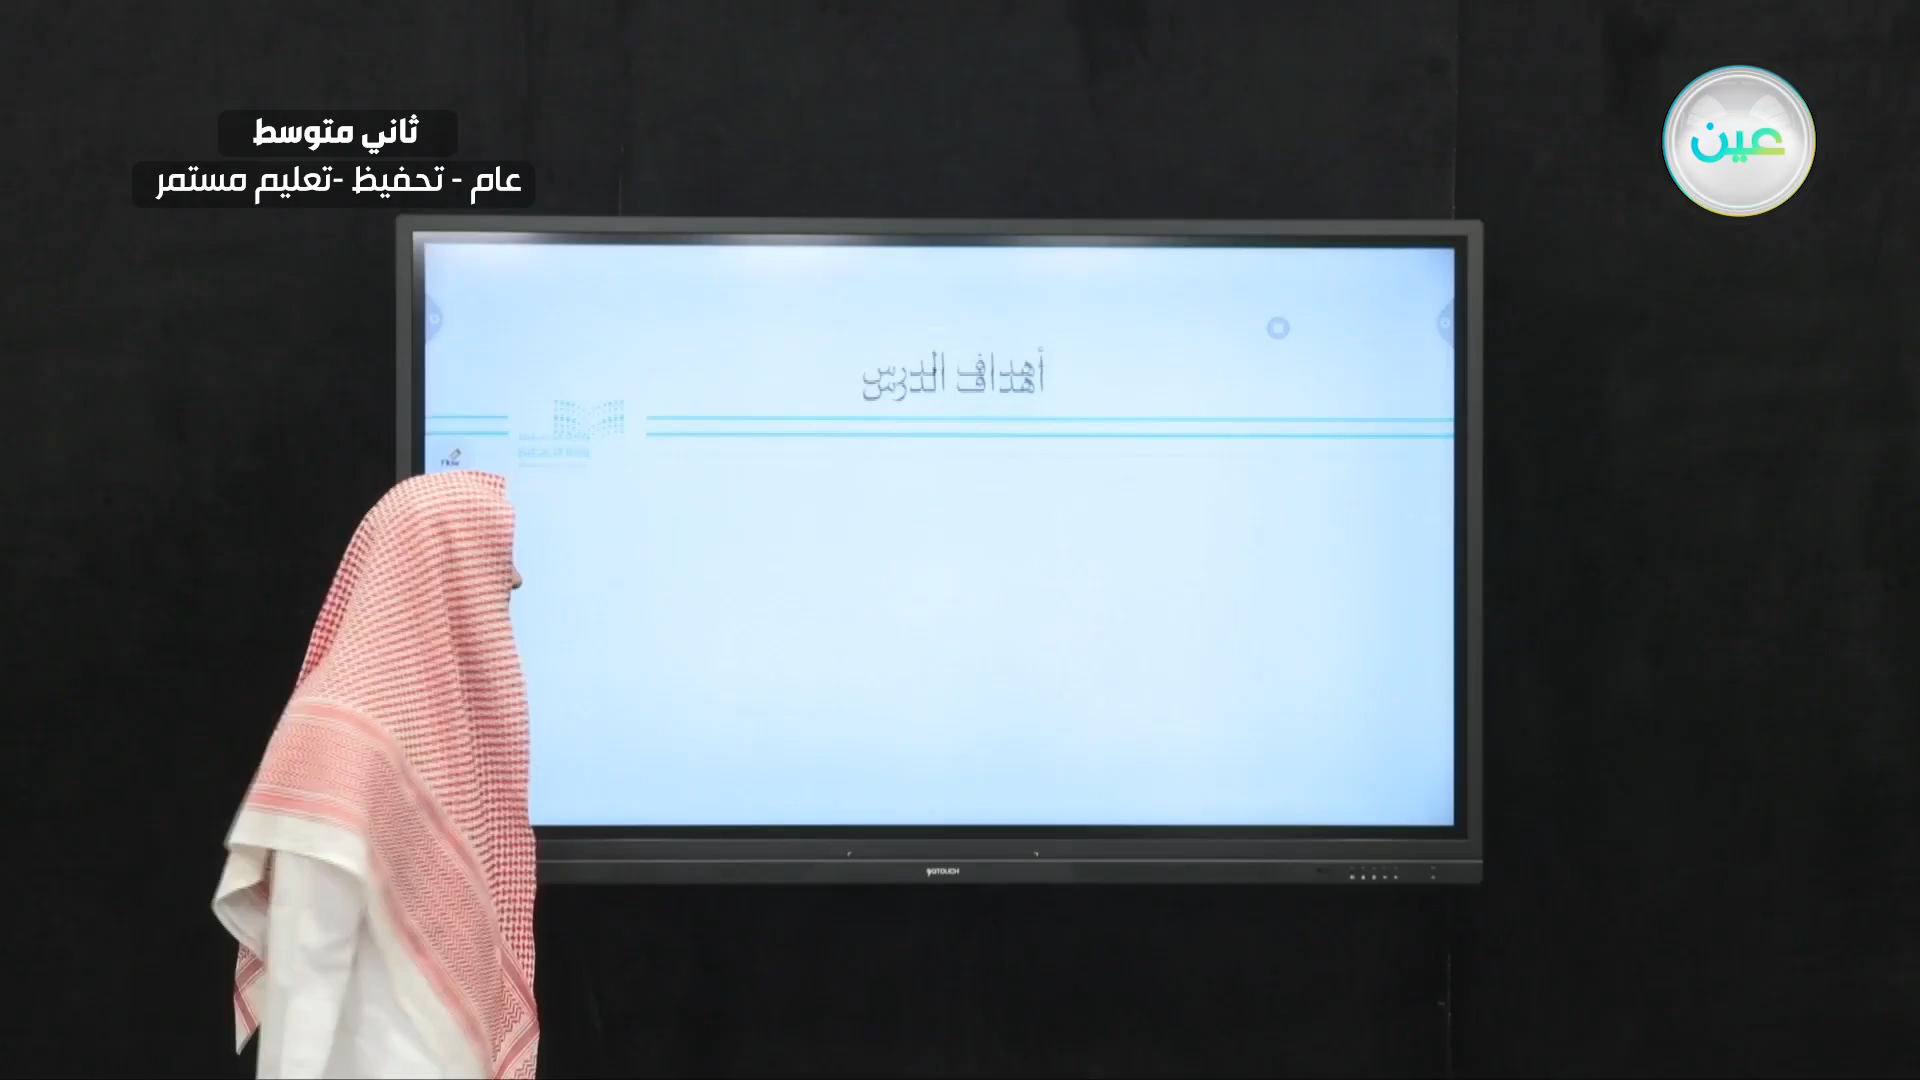 ثاني متوسط
عام - تحفيظ -تعليم مستمر
عين
أهداف الدرس